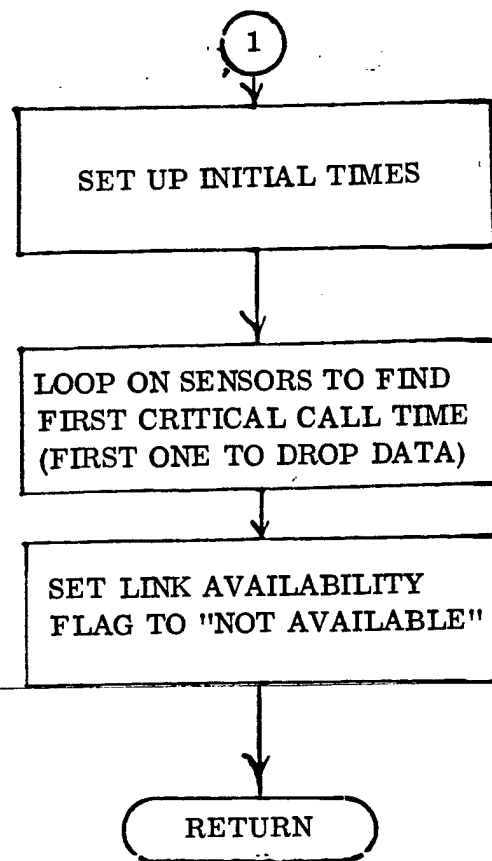 1
SET UP INITIAL TIMES
LOOP ON SENSORS TO FIND
FIRST CRITICAL CALL TIME
(FIRST ONE TO DROP DATA)
SET LINK AVAILABILITY
FLAG TO "NOT AVAILABLE"
RETURN